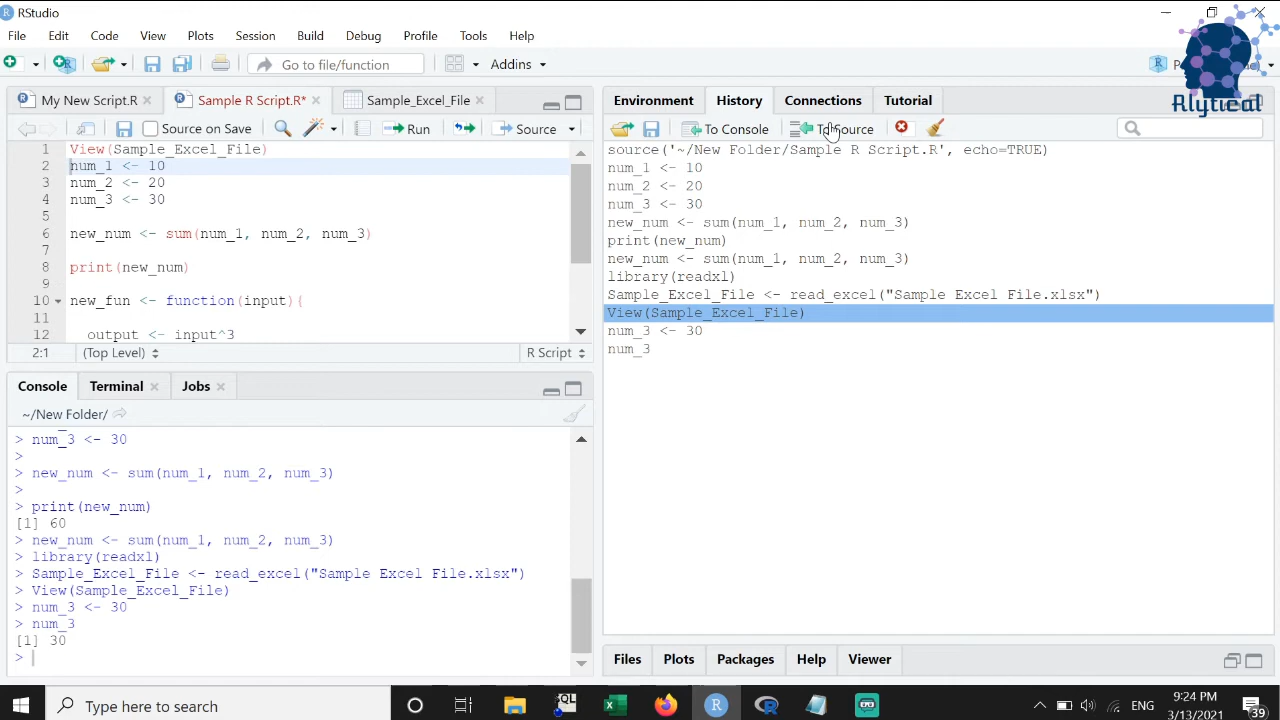 RStudio
File Edit Code View Plots Session Build Debug Profile Tools Help
Go to file/function Addins
Rlytical
My New Script.R Sample R Script.R* Sample_Excel_File
Source on Save Run Source
1 View(Sample_Excel_File)
2 num_1 <- 10
3 num_2 <- 20
4 num_3 <- 30
5
6 new_num <- sum(num_1, num_2, num_3)
7
8 print(new_num)
9
10 new_fun <- function(input){
11
12 output <- input^3
2:1 (Top Level) R Script
Console Terminal Jobs
~/New Folder/
> num_3 <- 30
>
> new_num <- sum(num_1, num_2, num_3)
>
> print(new_num)
[1] 60
> new_num <- sum(num_1, num_2, num_3)
> library(readxl)
> Sample_Excel_File <- read_excel("Sample Excel File.xlsx")
> View(Sample_Excel_File)
> num_3 <- 30
> num_3
[1] 30
>
Environment History Connections Tutorial
To Console To Source
source('~/New Folder/Sample R Script.R', echo=TRUE)
num_1 <- 10
num_2 <- 20
num_3 <- 30
new_num <- sum(num_1, num_2, num_3)
print(new_num)
new_num <- sum(num_1, num_2, num_3)
library(readxl)
Sample_Excel_File <- read_excel("Sample Excel File.xlsx")
View(Sample_Excel_File)
num_3 <- 30
num_3
Files Plots Packages Help Viewer
Type here to search
ENG
9:24 PM
3/13/2021
39